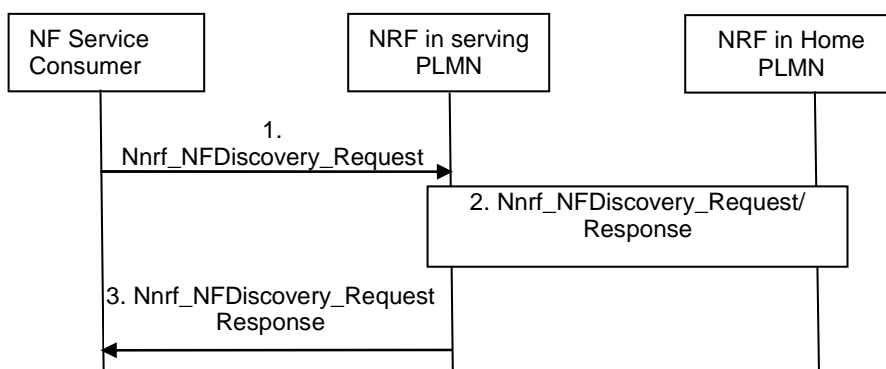 NF Service
Consumer
NRF in serving
PLMN
NRF in Home
PLMN
1.
Nnrf_NFDiscovery_Request
2. Nnrf_NFDiscovery_Request/
Response
3. Nnrf_NFDiscovery_Request
Response